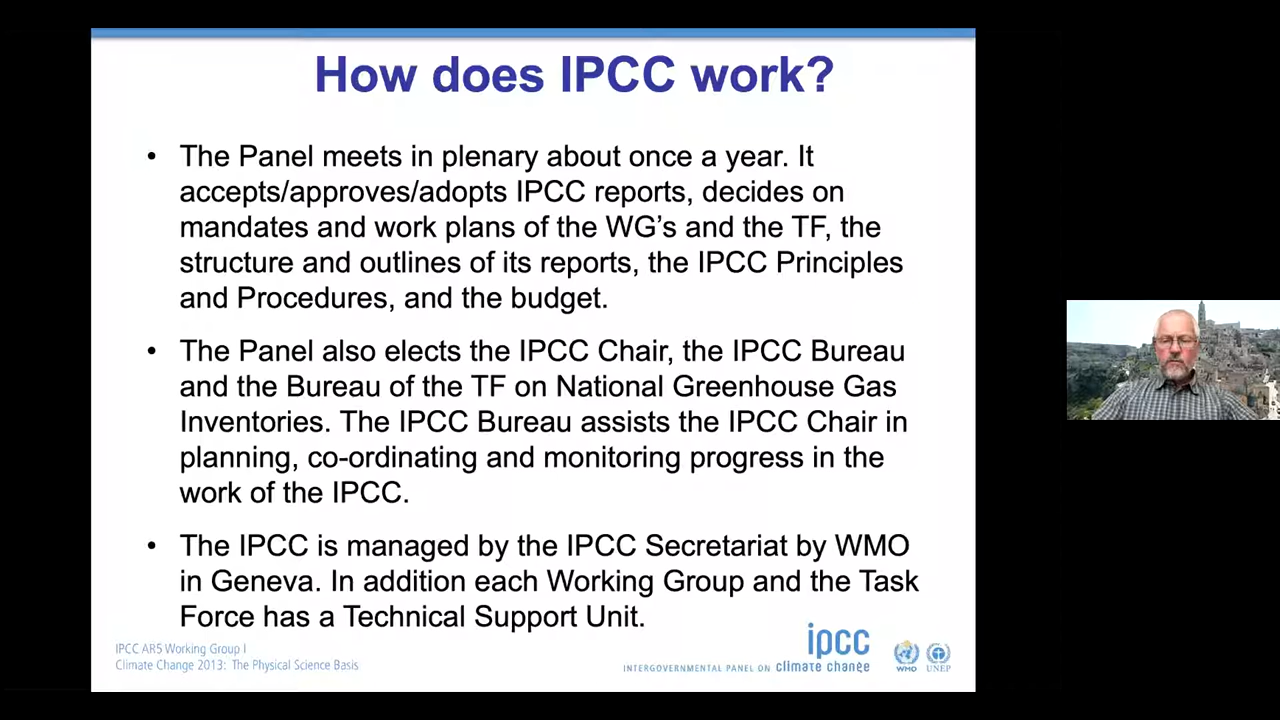 How does IPCC work?
• The Panel meets in plenary about once a year. It
accepts/approves/adopts IPCC reports, decides on
mandates and work plans of the WG's and the TF, the
structure and outlines of its reports, the IPCC Principles
and Procedures, and the budget.
• The Panel also elects the IPCC Chair, the IPCC Bureau
and the Bureau of the TF on National Greenhouse Gas
Inventories. The IPCC Bureau assists the IPCC Chair in
planning, co-ordinating and monitoring progress in the
work of the IPCC.
• The IPCC is managed by the IPCC Secretariat by WMO
in Geneva. In addition each Working Group and the Task
Force has a Technical Support Unit.
IPCC AR5 Working Group I
Climate Change 2013: The Physical Science Basis
ipcc
INTERGOVERNMENTAL PANEL ON climate change
WMO
UNEP